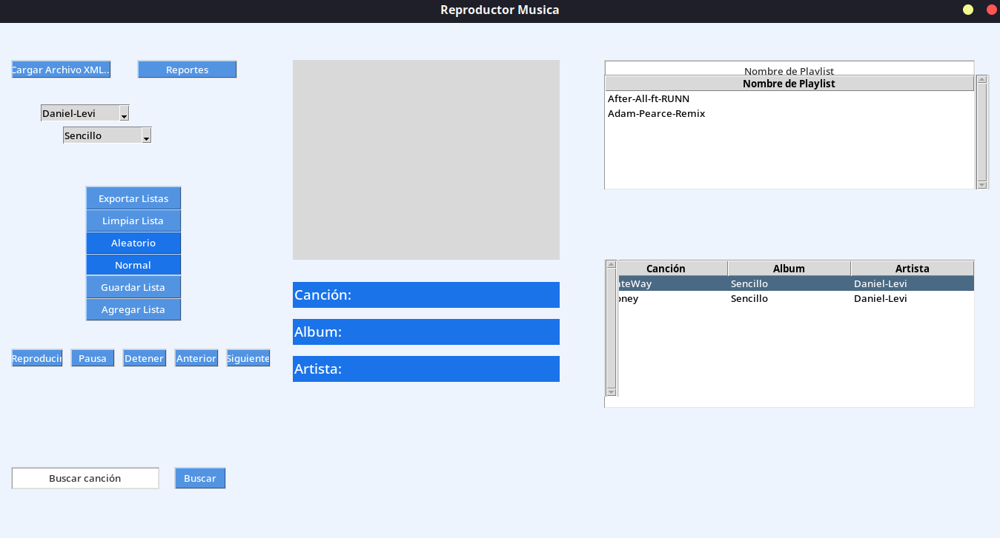 Reproductor Musica
Cargar Archivo XML..
Reportes
Daniel-Levi
Sencillo
Exportar Listas
Limpiar Lista
Aleatorio
Normal
Guardar Lista
Agregar Lista
Reproducir
Pausa
Detener
Anterior
Siguiente
Buscar canción
Buscar
Canción:
Album:
Artista:
Nombre de Playlist
Nombre de Playlist
After-All-ft-RUNN
Adam-Pearce-Remix
Canción Album Artista
ateWay Sencillo Daniel-Levi
oney Sencillo Daniel-Levi